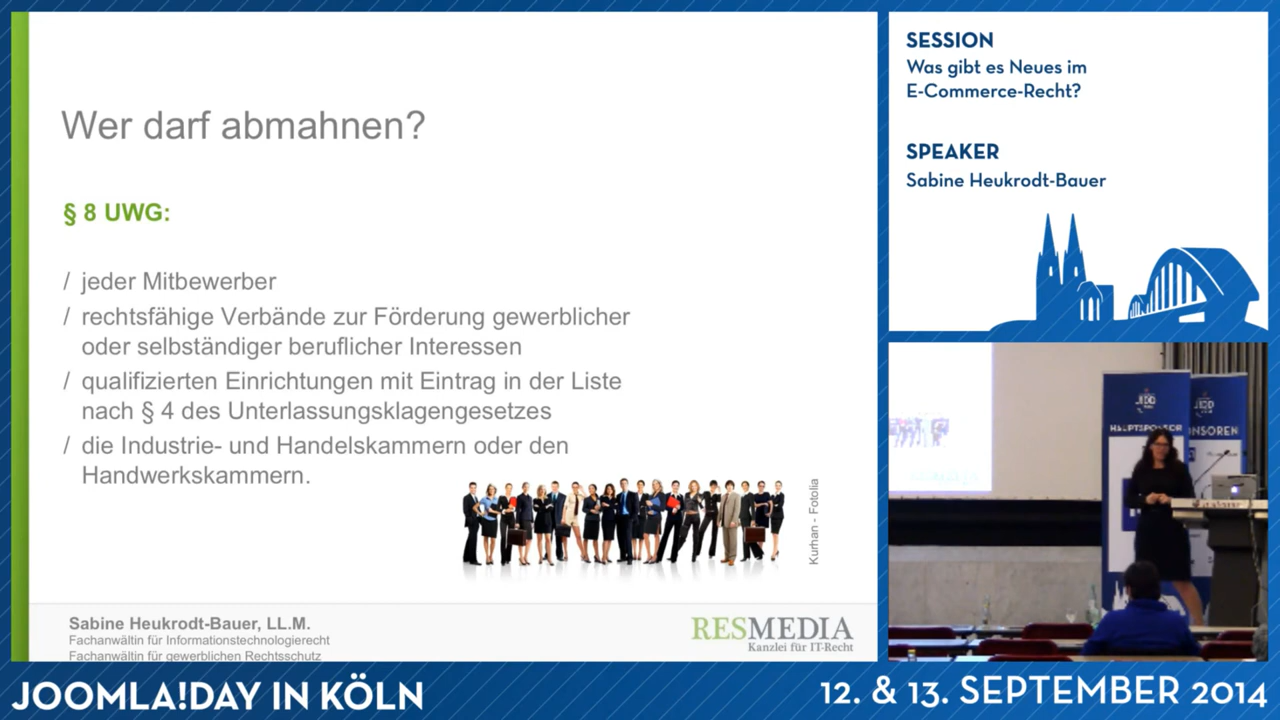 Wer darf abmahnen?
§ 8 UWG:
/ jeder Mitbewerber
/ rechtsfähige Verbände zur Förderung gewerblicher
oder selbständiger beruflicher Interessen
/ qualifizierten Einrichtungen mit Eintrag in der Liste
nach § 4 des Unterlassungsklagengesetzes
/ die Industrie- und Handelskammern oder den
Handwerkskammern.
Kurhan - Fotolia
Sabine Heukrodt-Bauer, LL.M.
Fachanwältin für Informationstechnologierecht
Fachanwältin für gewerblichen Rechtsschutz
RESMEDIA
Kanzlei für IT-Recht
SESSION
Was gibt es Neues im
E-Commerce-Recht?
SPEAKER
Sabine Heukrodt-Bauer
HAUPTSPONSOR
NSOREN
JOOMLA!DAY IN KÖLN
12. & 13. SEPTEMBER 2014